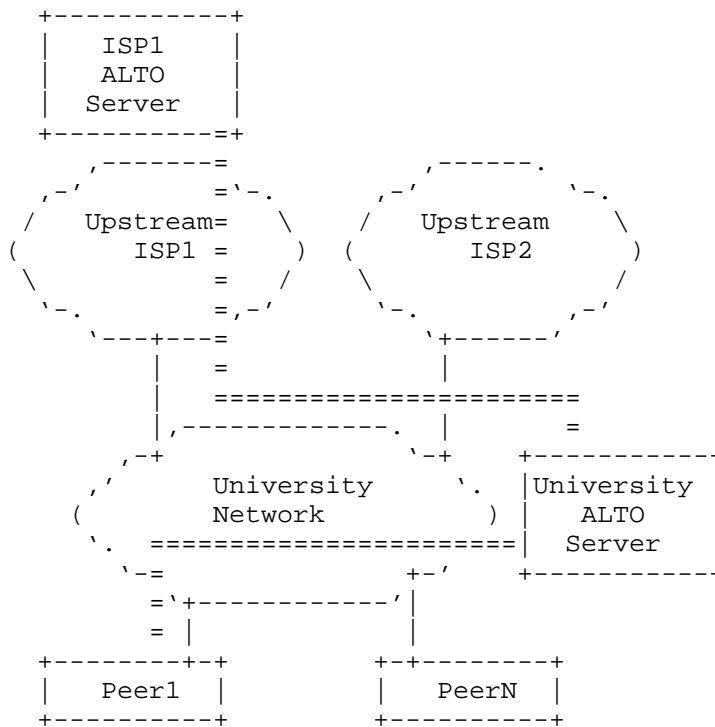 ISP1
ALTO
Server
Upstream
ISP1
Upstream
ISP2
University
Network
University
ALTO
Server
Peer1
PeerN